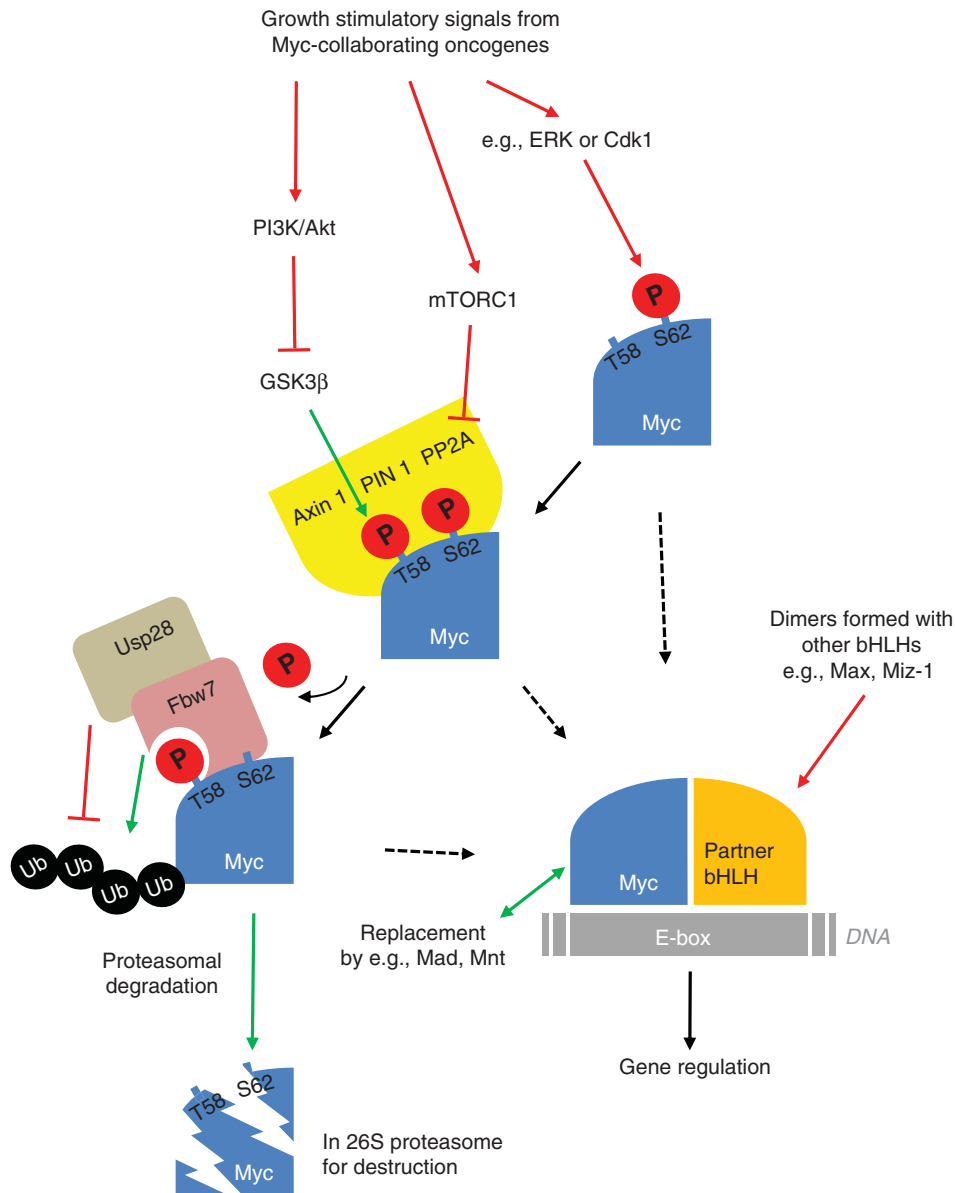 Growth stimulatory signals from
Myc-collaborating oncogenes
e.g., ERK or Cdk1
PI3K/Akt
mTORC1
P
T58 S62
Myc
GSK3β
Axin 1 PIN 1 PP2A
P P
T58 S62
Myc
Dimers formed with
other bHLHs
e.g., Max, Miz-1
Usp28
Fbw7
P
P
T58 S62
Myc
Ub Ub Ub Ub
Myc
Partner
bHLH
E-box
DNA
Replacement
by e.g., Mad, Mnt
Proteasomal
degradation
Gene regulation
T58 S62
Myc
In 26S proteasome
for destruction